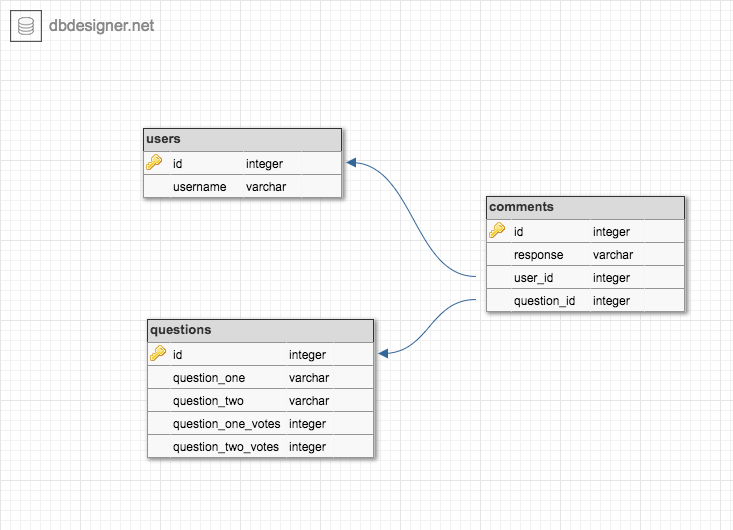 dbdesigner.net
users
id integer
username varchar
comments
id integer
response varchar
user_id integer
question_id integer
questions
id integer
question_one varchar
question_two varchar
question_one_votes integer
question_two_votes integer